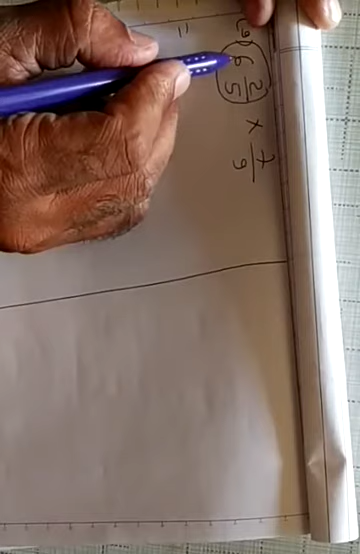 6 2/5 × 7/9
=